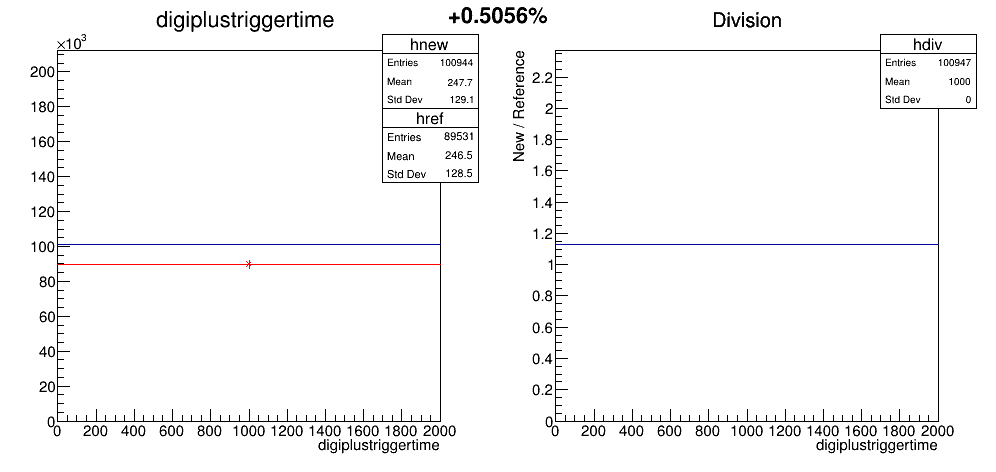 digiplustriggertime
+0.5056%
Division
×10³
hnew
Entries 100944
Mean 247.7
Std Dev 129.1
href
Entries 89531
Mean 246.5
Std Dev 128.5
200
180
160
140
120
100
80
60
40
20
0
0 200 400 600 800 1000 1200 1400 1600 1800 2000
digiplustriggertime
hdiv
Entries 100947
Mean 1000
Std Dev 0
New / Reference
2.2
2
1.8
1.6
1.4
1.2
1
0.8
0.6
0.4
0.2
0
0 200 400 600 800 1000 1200 1400 1600 1800 2000
digiplustriggertime